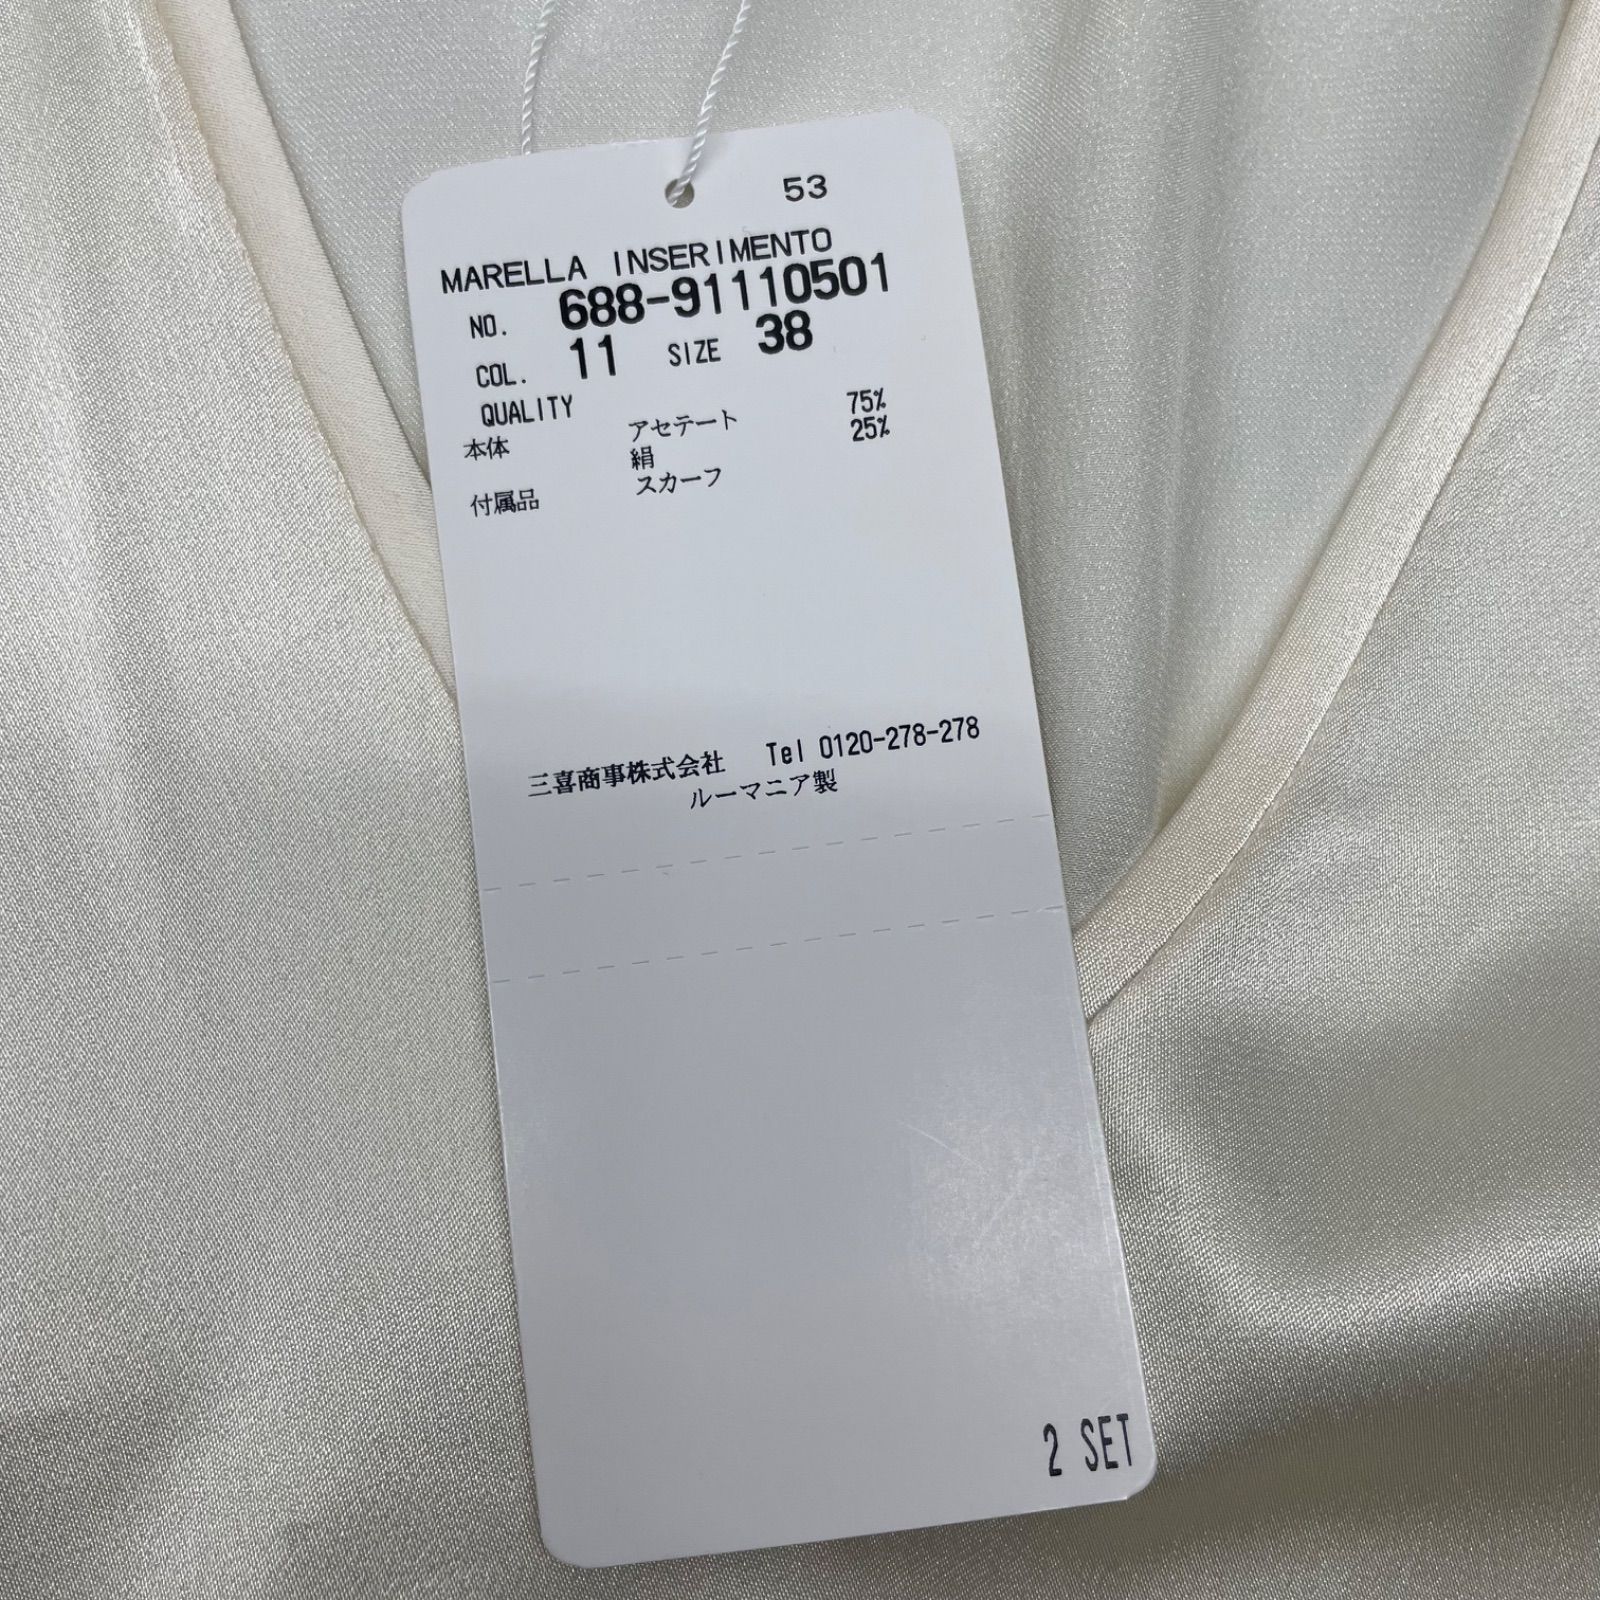 53
MARELLA INSERIMENTO
NO. 688-91110501
COL. 11 SIZE 38
QUALITY
本体 アセテート 75%
絹 25%
付属品 スカーフ
三喜商事株式会社 Tel 0120-278-278
ルーマニア製
2 SET